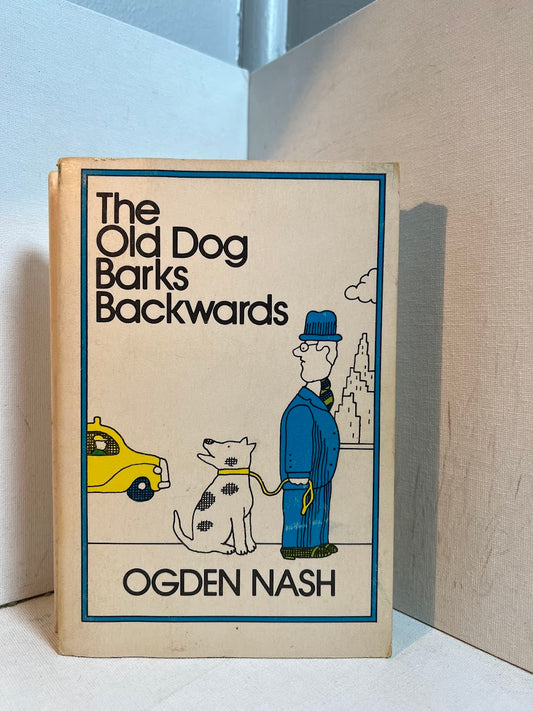 The
Old Dog
Barks
Backwards
OGDEN NASH